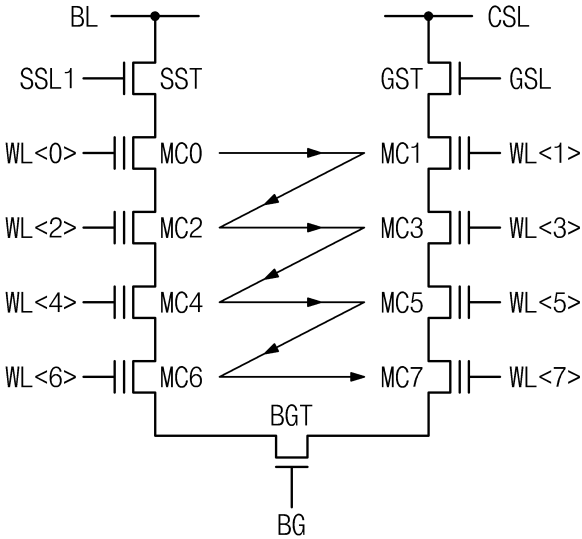 BL CSL
SSL1 SST GST GSL
WL<0> MC0 MC1 WL<1>
WL<2> MC2 MC3 WL<3>
WL<4> MC4 MC5 WL<5>
WL<6> MC6 MC7 WL<7>
BGT
BG